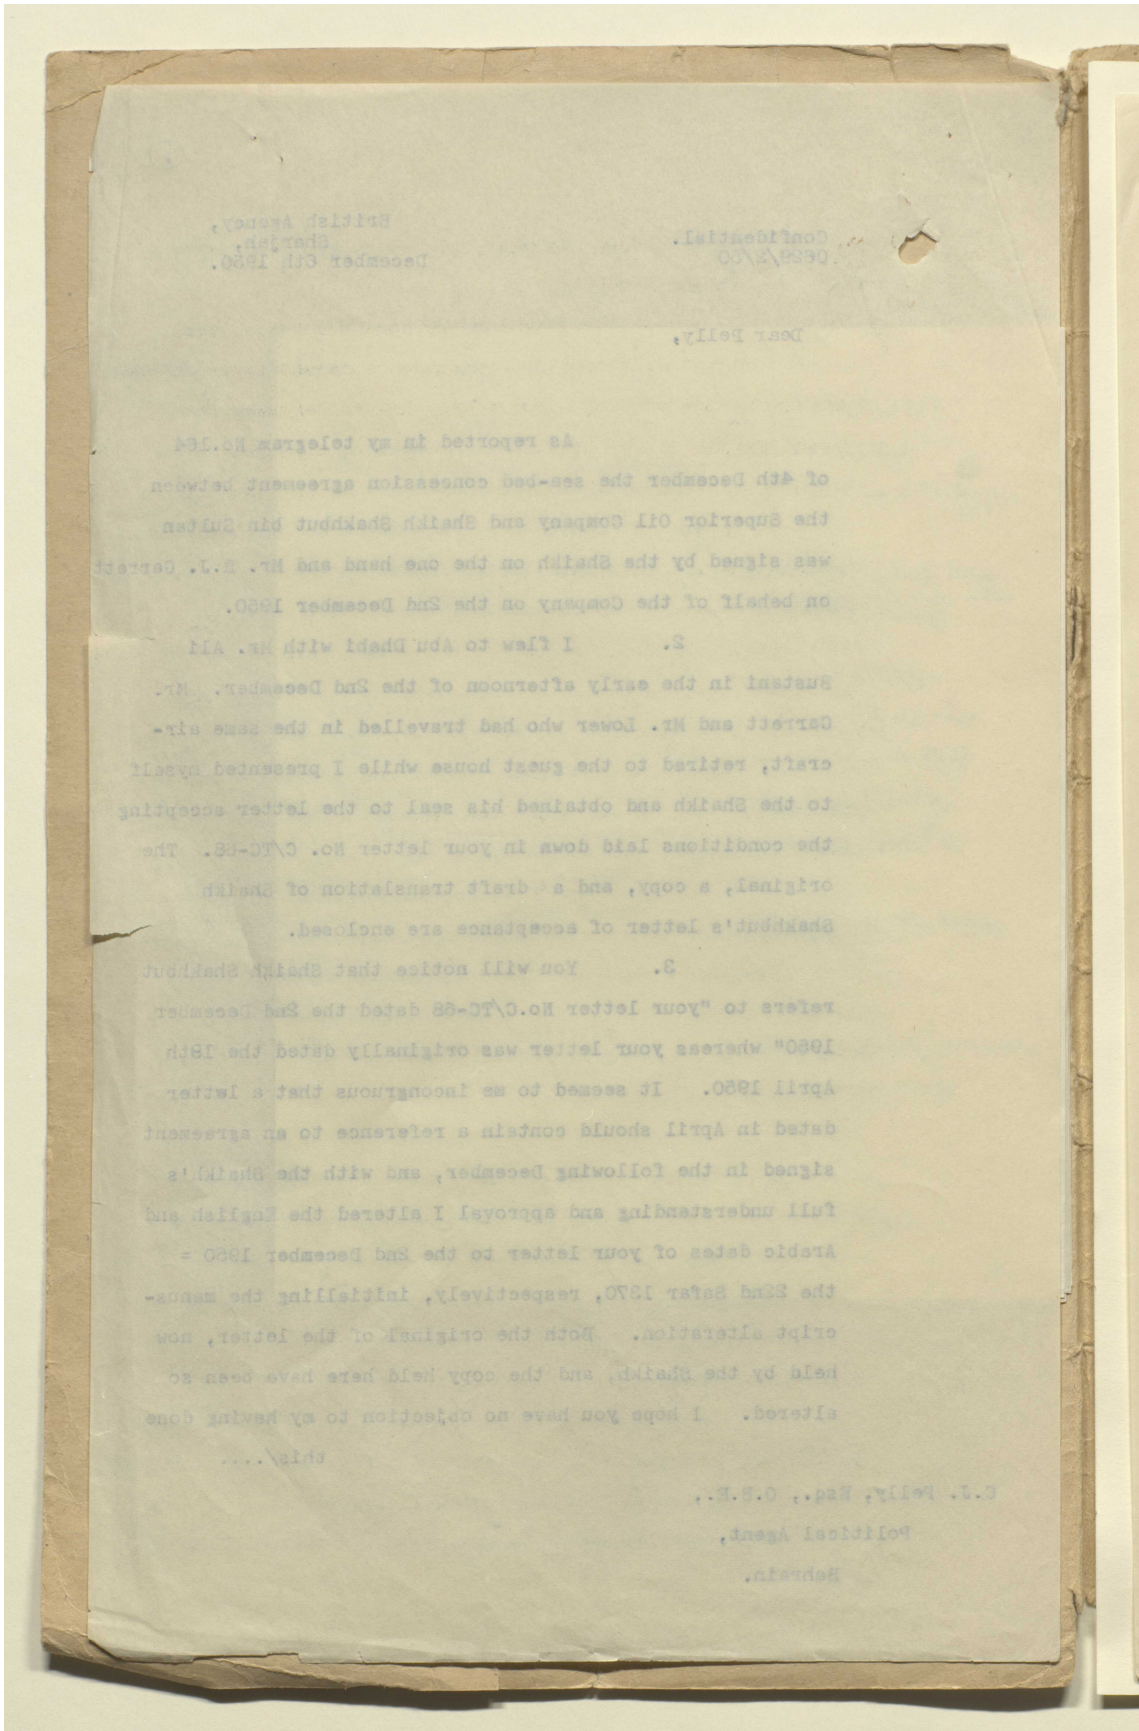 Confidential.
0629/2/50
British Agency,
Sharjah,
December 6th 1950.
Dear Pelly,
As reported in my telegram No.164
of 4th December the sea-bed concession agreement between
the Superior Oil Company and Shaikh Shakhbut bin Sultan
was signed by the Shaikh on the one hand and Mr. Garrett
on behalf of the Company on the 2nd December 1950.
2. I flew to Abu Dhabi with Mr. Ali
Bustani in the early afternoon of the 2nd December. Mr.
Garrett and Mr. Lower who had travelled in the same air-
craft, retired to the guest house while I presented myself
to the Shaikh and obtained his seal to the letter accepting
the conditions laid down in your letter No. C/TC-68. The
original, a copy, and a draft translation of Shaikh
Shakhbut's letter of acceptance are enclosed.
3. You will notice that Shaikh Shakhbut
refers to "your letter No.C/TC-68 dated the 2nd December
1950" whereas your letter was originally dated the 19th
April 1950. It seemed to me incongruous that a letter
dated in April should contain a reference to an agreement
signed in the following December, and with the Shaikh's
full understanding and approval I altered the English and
Arabic dates of your letter to the 2nd December 1950 =
the 22nd Safar 1370, respectively, initialling the manus-
cript alteration. Both the original of the letter, now
held by the Shaikh, and the copy held here have been so
altered. I hope you have no objection to my having done
this/....
C.J. Pelly, Esq., O.B.E.,
Political Agent,
Bahrain.